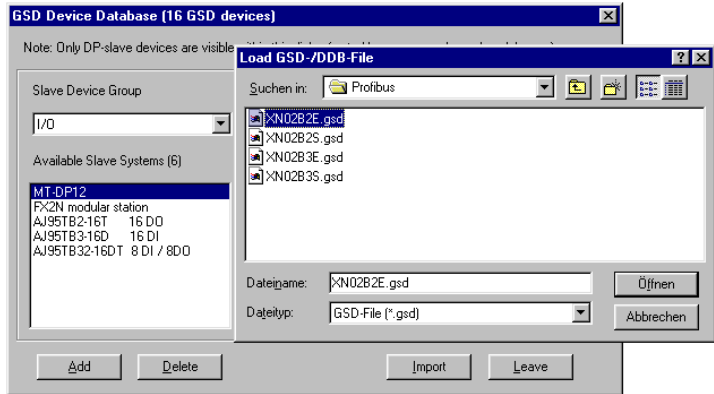 GSD Device Database (16 GSD devices)
Note: Only DP-slave devices are visible
Slave Device Group
I/O
Available Slave Systems (6)
MT-DP12
FX2N modular station
AJ95TB2-16T 16 DO
AJ95TB3-16D 16 DI
AJ95TB32-16DT 8 DI / 8DO
Add
Delete
Import
Leave
Load GSD-/DDB-File
Suchen in:
Profibus
XN02B2E.gsd
XN02B2S.gsd
XN02B3E.gsd
XN02B3S.gsd
Dateiname:
XN02B2E.gsd
Öffnen
Dateityp:
GSD-File (*.gsd)
Abbrechen